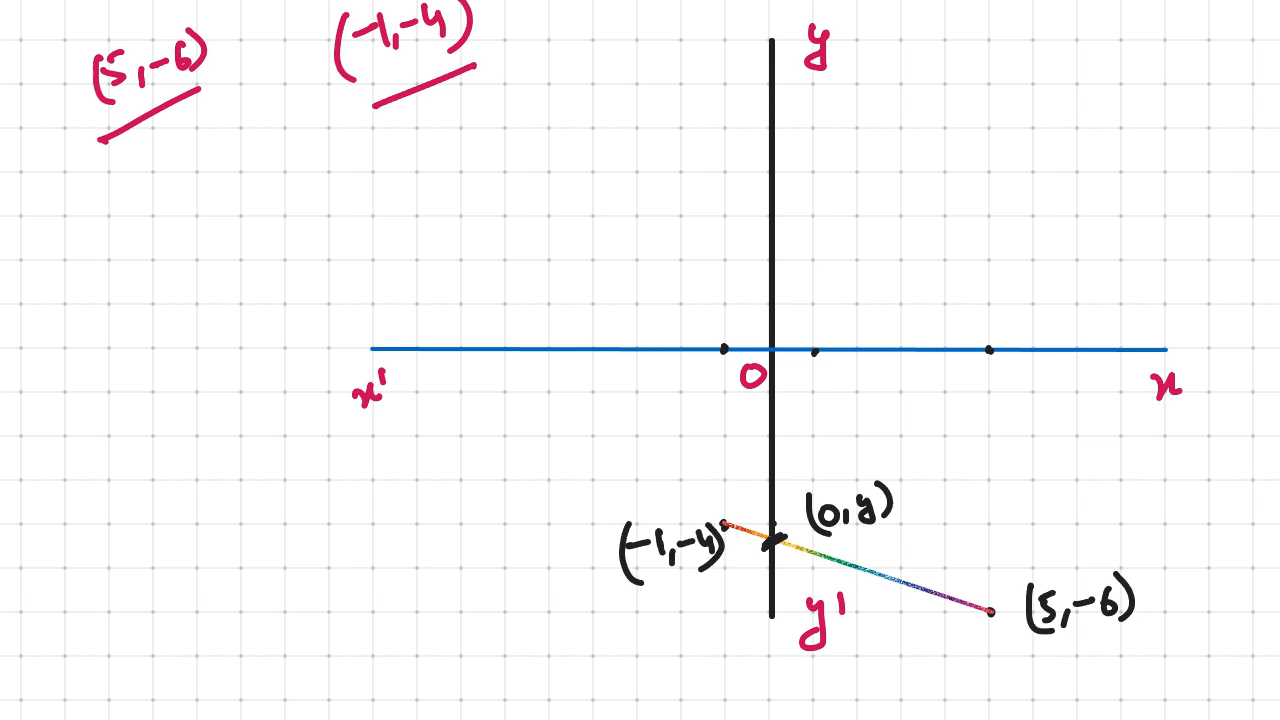 (5,-6)
(-1,-4)
y
x'
O
x
(0,y)
(-1,-4)
y'
(5,-6)